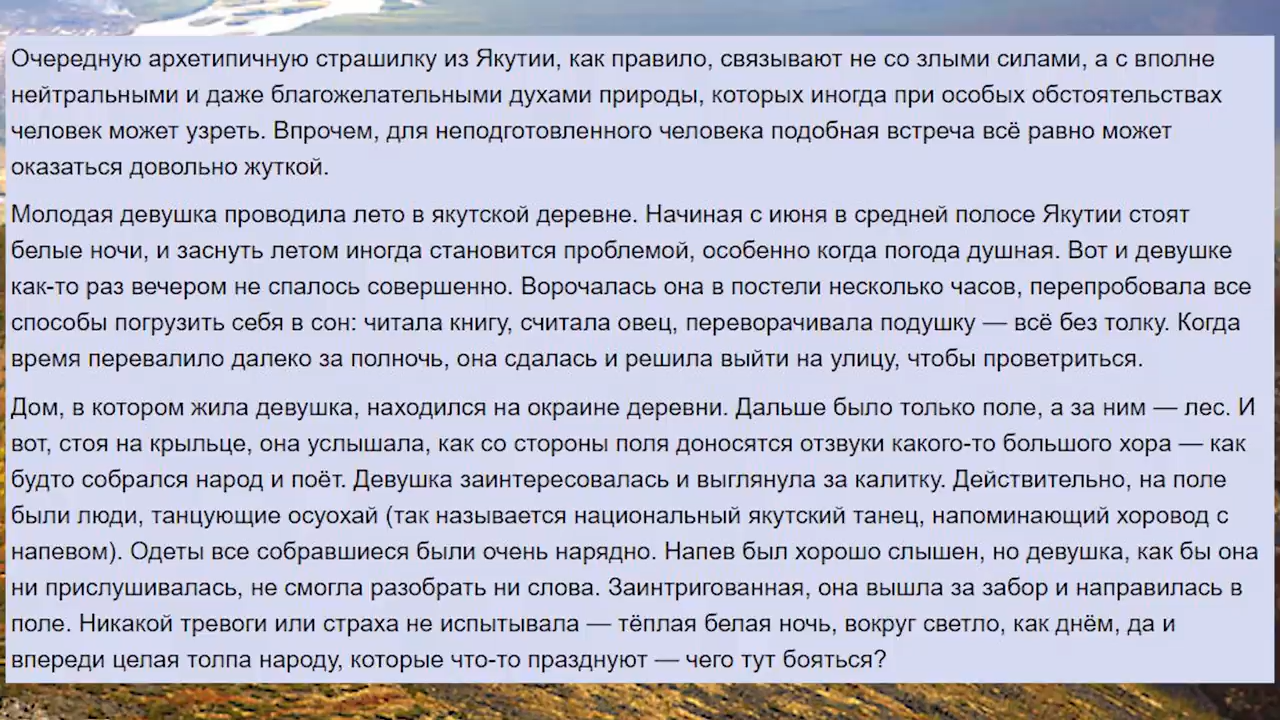 Очередную архетипичную страшилку из Якутии, как правило, связывают не со злыми силами, а с вполне
нейтральными и даже благожелательными духами природы, которых иногда при особых обстоятельствах
человек может узреть. Впрочем, для неподготовленного человека подобная встреча всё равно может
оказаться довольно жуткой.
Молодая девушка проводила лето в якутской деревне. Начиная с июня в средней полосе Якутии стоят
белые ночи, и заснуть летом иногда становится проблемой, особенно когда погода душная. Вот и девушке
как-то раз вечером не спалось совершенно. Ворочалась она в постели несколько часов, перепробовала все
способы погрузить себя в сон: читала книгу, считала овец, переворачивала подушку — всё без толку. Когда
время перевалило далеко за полночь, она сдалась и решила выйти на улицу, чтобы проветриться.
Дом, в котором жила девушка, находился на окраине деревни. Дальше было только поле, а за ним — лес. И
вот, стоя на крыльце, она услышала, как со стороны поля доносятся отзвуки какого-то большого хора — как
будто собрался народ и поёт. Девушка заинтересовалась и выглянула за калитку. Действительно, на поле
были люди, танцующие осуохай (так называется национальный якутский танец, напоминающий хоровод с
напевом). Одеты все собравшиеся были очень нарядно. Напев был хорошо слышен, но девушка, как бы она
ни прислушивалась, не смогла разобрать ни слова. Заинтригованная, она вышла за забор и направилась в
поле. Никакой тревоги или страха не испытывала — тёплая белая ночь, вокруг светло, как днём, да и
впереди целая толпа народу, которые что-то празднуют — чего тут бояться?